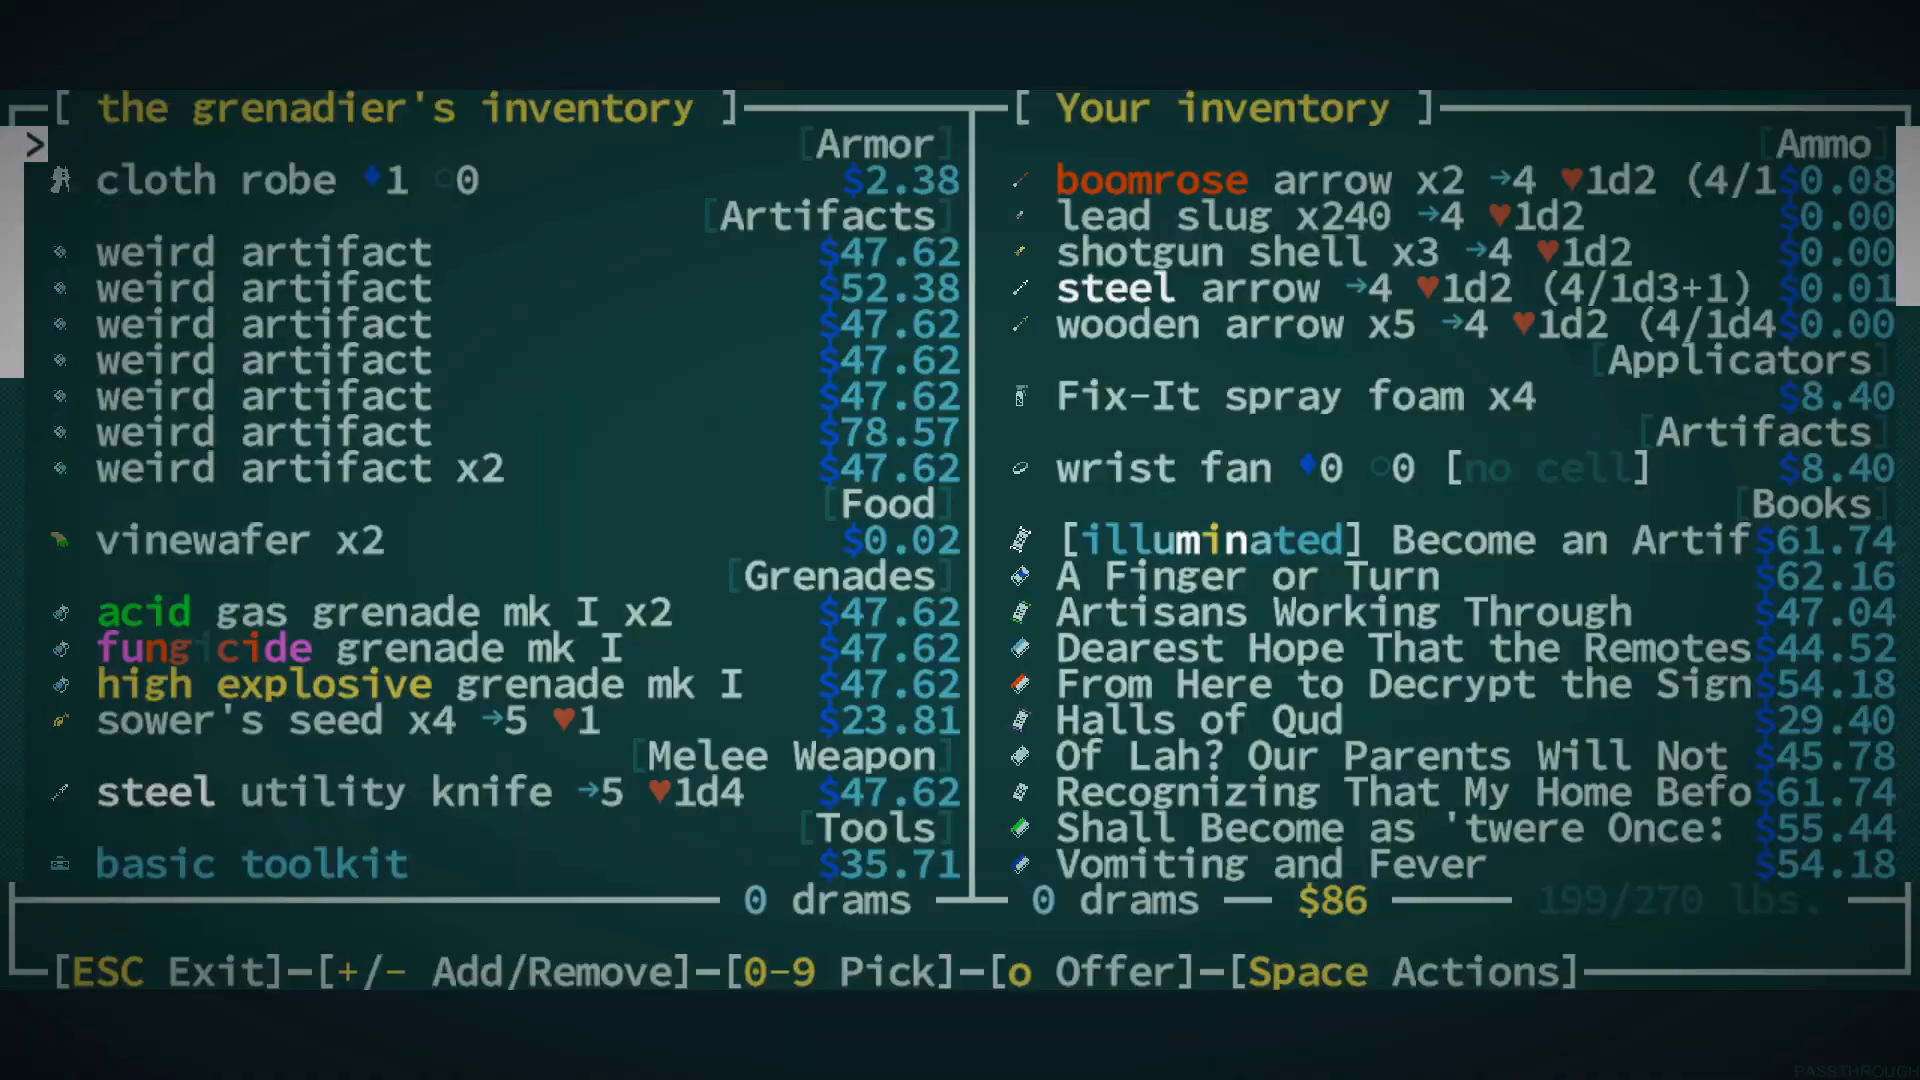 [ the grenadier's inventory ]
[Armor]
cloth robe ♦1 ○0 $2.38
[Artifacts]
weird artifact $47.62
weird artifact $52.38
weird artifact $47.62
weird artifact $47.62
weird artifact $47.62
weird artifact $78.57
weird artifact x2 $47.62
[Food]
vinewafer x2 $0.02
[Grenades]
acid gas grenade mk I x2 $47.62
fungicide grenade mk I $47.62
high explosive grenade mk I $47.62
sower's seed x4 →5 ♥1 $23.81
[Melee Weapon]
steel utility knife →5 ♥1d4 $47.62
[Tools]
basic toolkit $35.71
0 drams
[ Your inventory ]
[Ammo]
boomrose arrow x2 →4 ♥1d2 (4/1 $0.08
lead slug x240 →4 ♥1d2 $0.00
shotgun shell x3 →4 ♥1d2 $0.00
steel arrow →4 ♥1d2 (4/1d3+1) $0.01
wooden arrow x5 →4 ♥1d2 (4/1d4 $0.00
[Applicators]
Fix-It spray foam x4 $8.40
[Artifacts]
wrist fan ♦0 ○0 [no cell] $8.40
[Books]
[illuminated] Become an Artif $61.74
A Finger or Turn $62.16
Artisans Working Through $47.04
Dearest Hope That the Remotes $44.52
From Here to Decrypt the Sign $54.18
Halls of Qud $29.40
Of Lah? Our Parents Will Not $45.78
Recognizing That My Home Befo $61.74
Shall Become as 'twere Once: $55.44
Vomiting and Fever $54.18
0 drams $86 199/270 lbs.
[ESC Exit]-[+/- Add/Remove]-[0-9 Pick]-[o Offer]-[Space Actions]
PASSTHROUGH